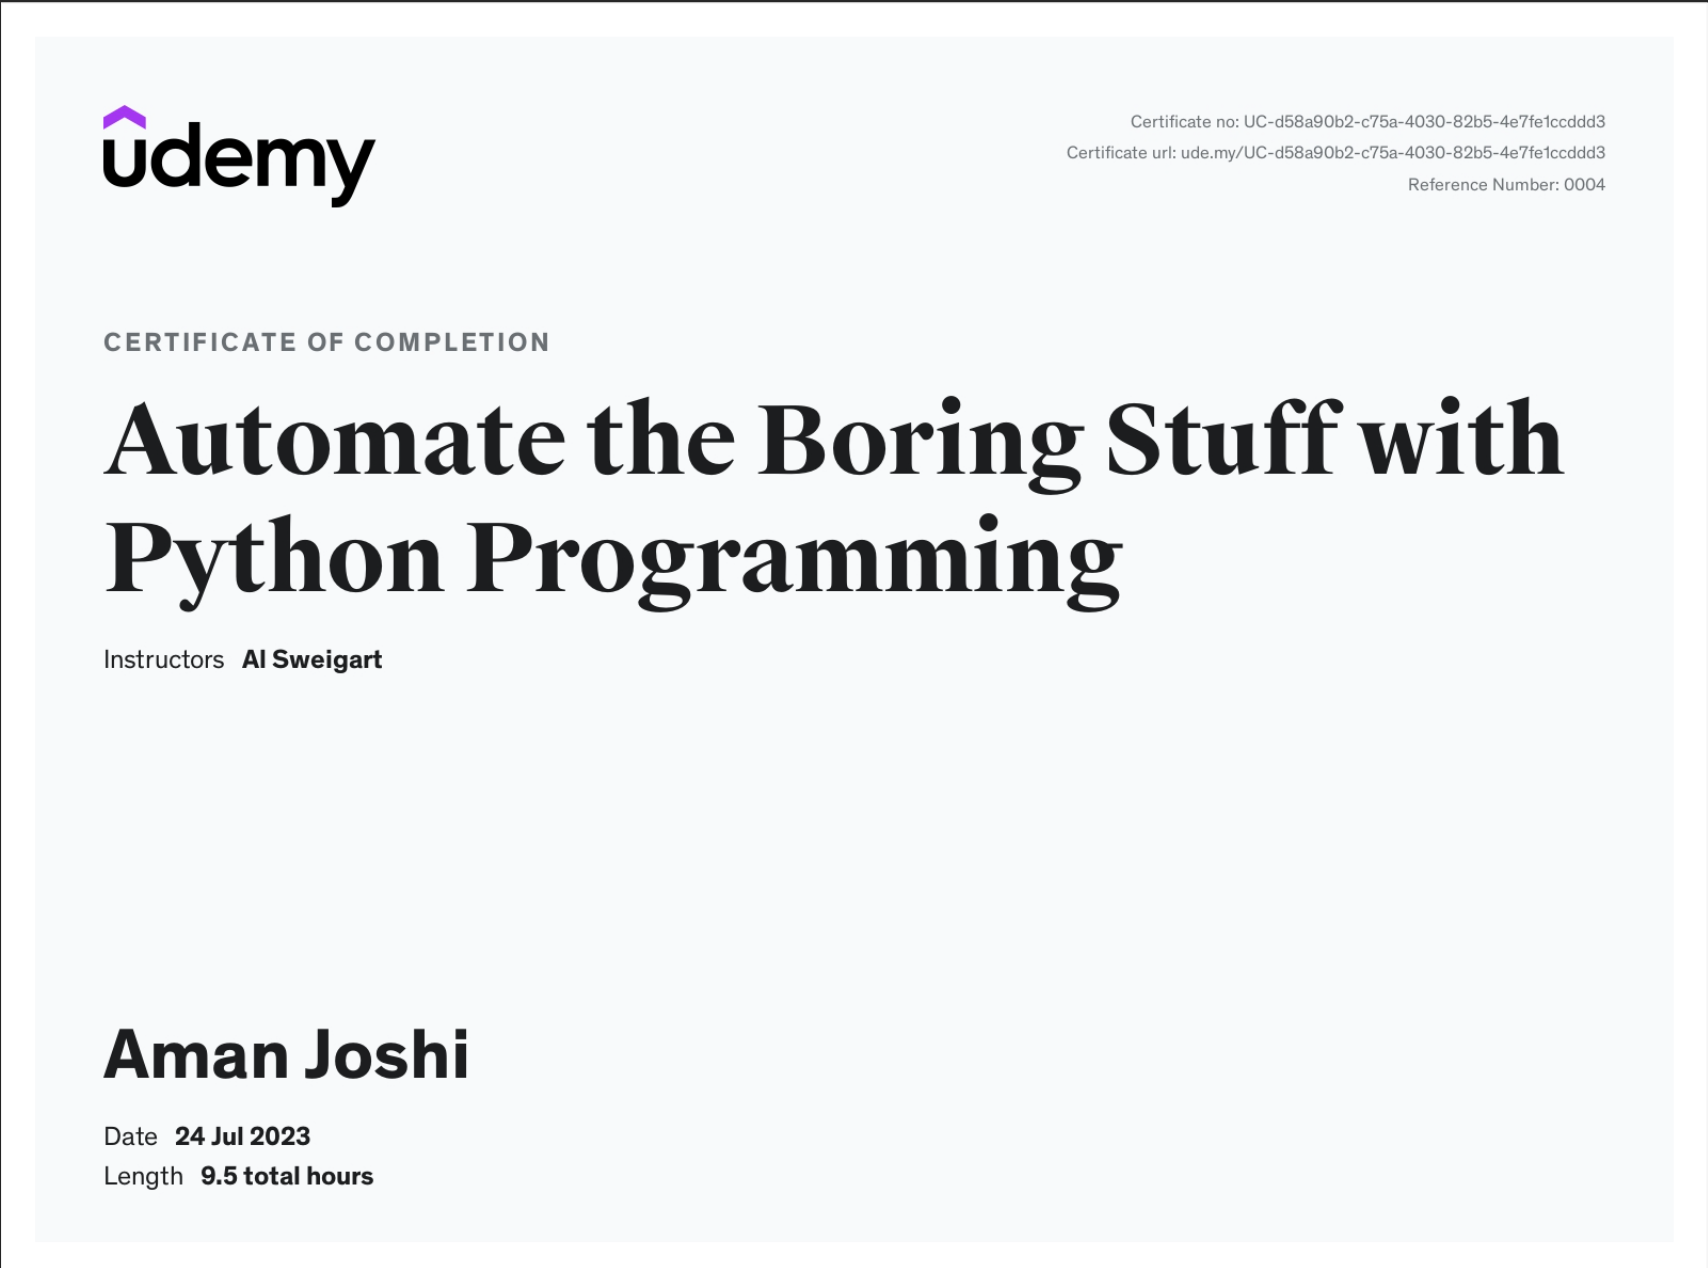 udemy
Certificate no: UC-d58a90b2-c75a-4030-82b5-4e7fe1ccddd3
Certificate url: ude.my/UC-d58a90b2-c75a-4030-82b5-4e7fe1ccddd3
Reference Number: 0004
CERTIFICATE OF COMPLETION
Automate the Boring Stuff with
Python Programming
Instructors Al Sweigart
Aman Joshi
Date 24 Jul 2023
Length 9.5 total hours